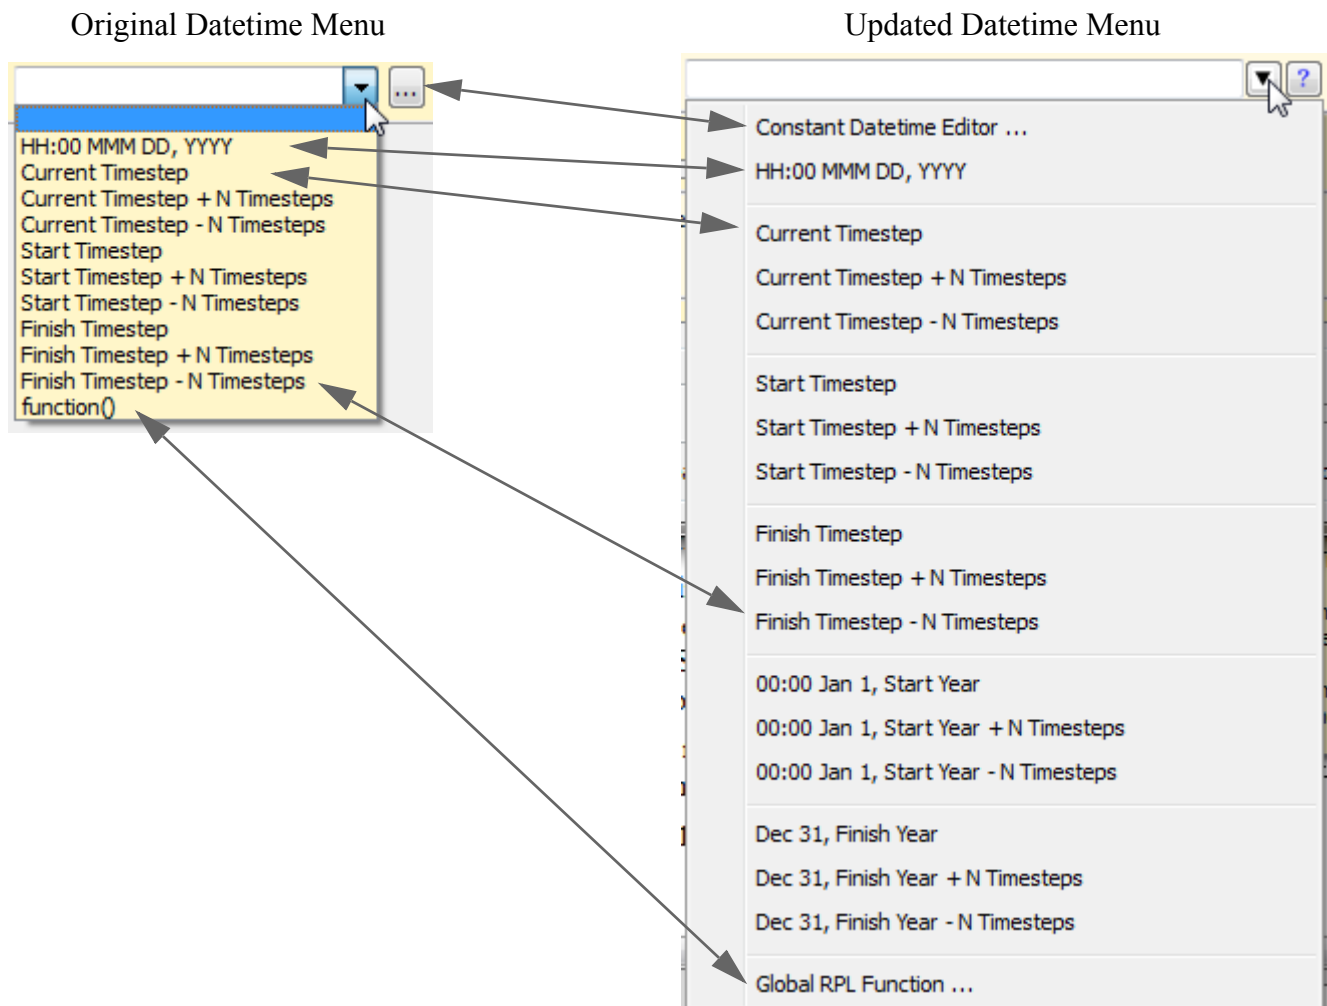 Original Datetime Menu
...
HH:00 MMM DD, YYYY
Current Timestep
Current Timestep + N Timesteps
Current Timestep - N Timesteps
Start Timestep
Start Timestep + N Timesteps
Start Timestep - N Timesteps
Finish Timestep
Finish Timestep + N Timesteps
Finish Timestep - N Timesteps
function()
Updated Datetime Menu
?
Constant Datetime Editor ...
HH:00 MMM DD, YYYY
Current Timestep
Current Timestep + N Timesteps
Current Timestep - N Timesteps
Start Timestep
Start Timestep + N Timesteps
Start Timestep - N Timesteps
Finish Timestep
Finish Timestep + N Timesteps
Finish Timestep - N Timesteps
00:00 Jan 1, Start Year
00:00 Jan 1, Start Year + N Timesteps
00:00 Jan 1, Start Year - N Timesteps
Dec 31, Finish Year
Dec 31, Finish Year + N Timesteps
Dec 31, Finish Year - N Timesteps
Global RPL Function ...